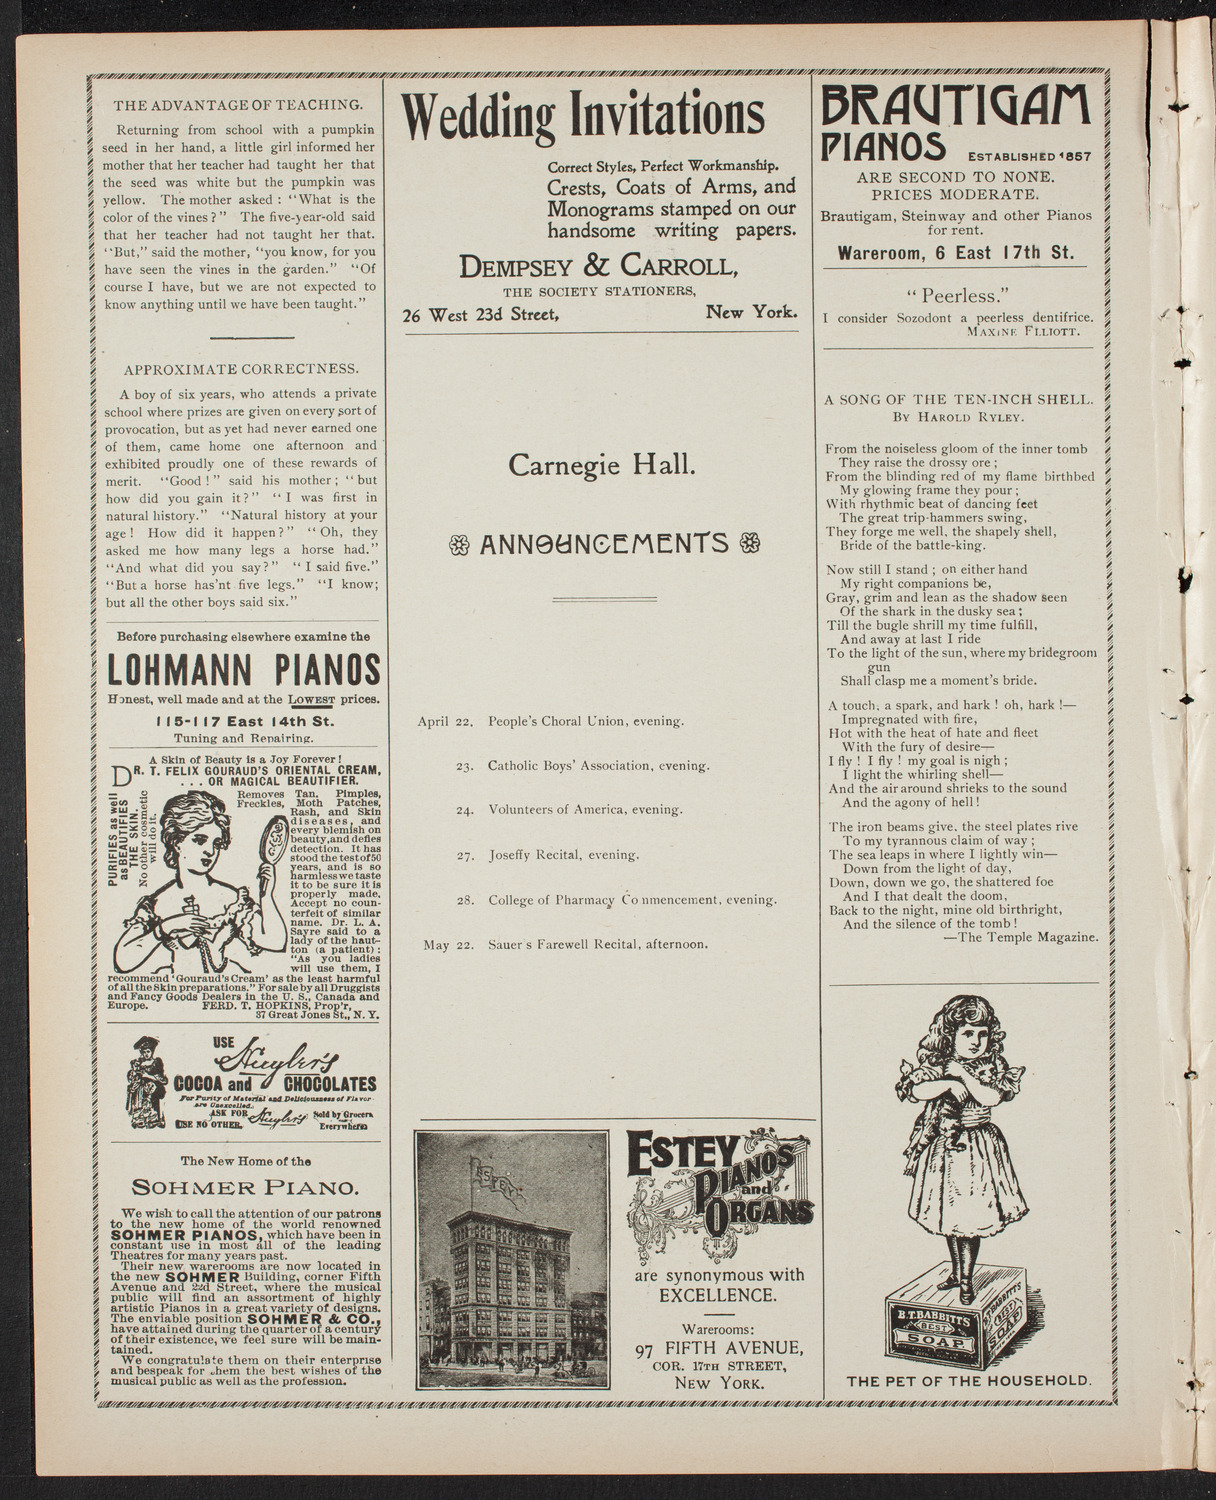 THE ADVANTAGE OF TEACHING.
Returning from school with a pumpkin
seed in her hand, a little girl informed her
mother that her teacher had taught her that
the seed was white but the pumpkin was
yellow. The mother asked : "What is the
color of the vines?" The five-year-old said
that her teacher had not taught her that.
"But," said the mother, "you know, for you
have seen the vines in the garden." "Of
course I have, but we are not expected to
know anything until we have been taught."
APPROXIMATE CORRECTNESS.
A boy of six years, who attends a private
school where prizes are given on every sort of
provocation, but as yet had never earned one
of them, came home one afternoon and
exhibited proudly one of these rewards of
merit. "Good!" said his mother; "but
how did you gain it?" "I was first in
natural history." "Natural history at your
age! How did it happen?" "Oh, they
asked me how many legs a horse had."
"And what did you say?" "I said five."
"But a horse has'nt five legs." "I know;
but all the other boys said six."
Before purchasing elsewhere examine the
LOHMANN PIANOS
Honest, well made and at the LOWEST prices.
115-117 East 14th St.
Tuning and Repairing.
A Skin of Beauty is a Joy Forever!
DR. T. FELIX GOURAUD'S ORIENTAL CREAM,
. . . OR MAGICAL BEAUTIFIER.
PURIFIES as well
as BEAUTIFIES
THE SKIN.
No other cosmetic
will do it.
Removes Tan, Pimples,
Freckles, Moth Patches,
Rash, and Skin
diseases, and
every blemish on
beauty, and defies
detection. It has
stood the test of 50
years, and is so
harmless we taste
it to be sure it is
properly made.
Accept no coun-
terfeit of similar
name. Dr. L. A.
Sayre said to a
lady of the haut-
ton (a patient):
"As you ladies
will use them, I
recommend 'Gouraud's Cream' as the least harmful
of all the Skin preparations." For sale by all Druggists
and Fancy Goods Dealers in the U. S., Canada and
Europe. FERD. T. HOPKINS, Prop'r,
37 Great Jones St., N. Y.
USE
Huyler's
COCOA and CHOCOLATES
For Purity of Material and Deliciousness of Flavor
are Unexcelled.
ASK FOR Huyler's Sold by Grocers
USE NO OTHER. Everywhere
The New Home of the
SOHMER PIANO.
We wish to call the attention of our patrons
to the new home of the world renowned
SOHMER PIANOS, which have been in
constant use in most all of the leading
Theatres for many years past.
Their new warerooms are now located in
the new SOHMER Building, corner Fifth
Avenue and 22d Street, where the musical
public will find an assortment of highly
artistic Pianos in a great variety of designs.
The enviable position SOHMER & CO.,
have attained during the quarter of a century
of their existence, we feel sure will be main-
tained.
We congratulate them on their enterprise
and bespeak for them the best wishes of the
musical public as well as the profession.
Wedding Invitations
Correct Styles, Perfect Workmanship.
Crests, Coats of Arms, and
Monograms stamped on our
handsome writing papers.
DEMPSEY & CARROLL,
THE SOCIETY STATIONERS,
26 West 23d Street, New York.
Carnegie Hall.
ANNOUNCEMENTS
April 22. People's Choral Union, evening.
23. Catholic Boys' Association, evening.
24. Volunteers of America, evening.
27. Joseffy Recital, evening.
28. College of Pharmacy Commencement, evening.
May 22. Sauer's Farewell Recital, afternoon.
ESTEY
ESTEY
PIANOS
and
ORGANS
are synonymous with
EXCELLENCE.
Warerooms:
97 FIFTH AVENUE,
COR. 17TH STREET,
NEW YORK.
BRAUTIGAM
PIANOS ESTABLISHED 1857
ARE SECOND TO NONE.
PRICES MODERATE.
Brautigam, Steinway and other Pianos
for rent.
Wareroom, 6 East 17th St.
"Peerless."
I consider Sozodont a peerless dentifrice.
MAXINE ELLIOTT.
A SONG OF THE TEN-INCH SHELL.
BY HAROLD RYLEY.
From the noiseless gloom of the inner tomb
They raise the drossy ore;
From the blinding red of my flame birthbed
My glowing frame they pour;
With rhythmic beat of dancing feet
The great trip-hammers swing,
They forge me well, the shapely shell,
Bride of the battle-king.
Now still I stand; on either hand
My right companions be,
Gray, grim and lean as the shadow seen
Of the shark in the dusky sea;
Till the bugle shrill my time fulfill,
And away at last I ride
To the light of the sun, where my bridegroom
gun
Shall clasp me a moment's bride.
A touch; a spark, and hark! oh, hark!—
Impregnated with fire,
Hot with the heat of hate and fleet
With the fury of desire—
I fly! I fly! my goal is nigh;
I light the whirling shell—
And the air around shrieks to the sound
And the agony of hell!
The iron beams give, the steel plates rive
To my tyrannous claim of way;
The sea leaps in where I lightly win—
Down from the light of day,
Down, down we go, the shattered foe
And I that dealt the doom,
Back to the night, mine old birthright,
And the silence of the tomb!
—The Temple Magazine.
B.T. BABBITT'S
BEST
SOAP
B.T. BABBITT'S
BEST
SOAP
THE PET OF THE HOUSEHOLD.